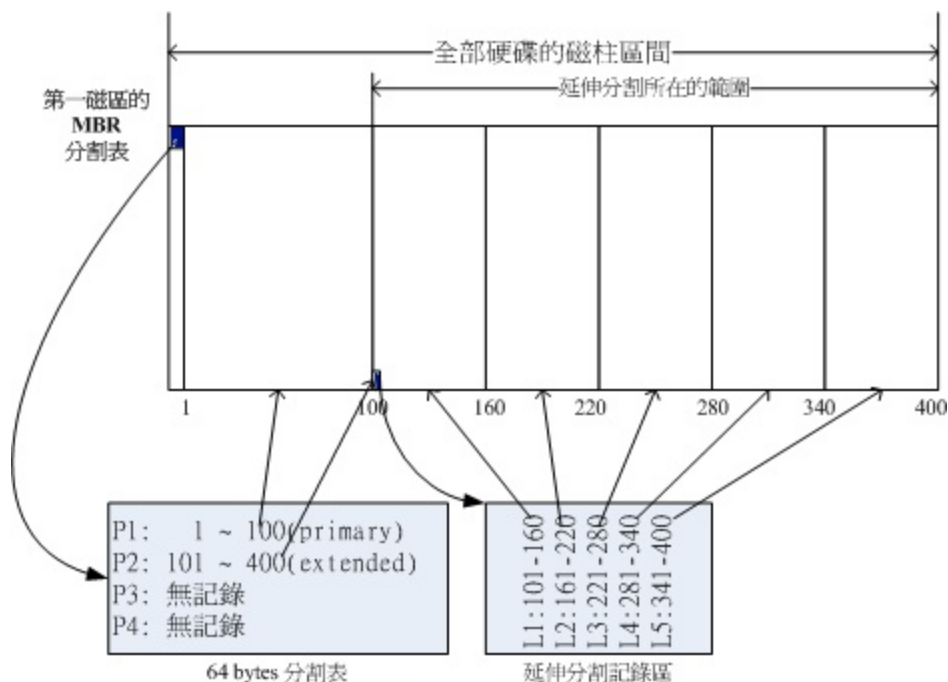 全部硬碟的磁柱區間
延伸分割所在的範圍
第一磁區的
MBR
分割表
1
100
160
220
280
340
400
P1: 1 ~ 100(primary)
P2: 101 ~ 400(extended)
P3: 無記錄
P4: 無記錄
64 bytes 分割表
L1:101-160
L2:161-220
L3:221-280
L4:281-340
L5:341-400
延伸分割記錄區